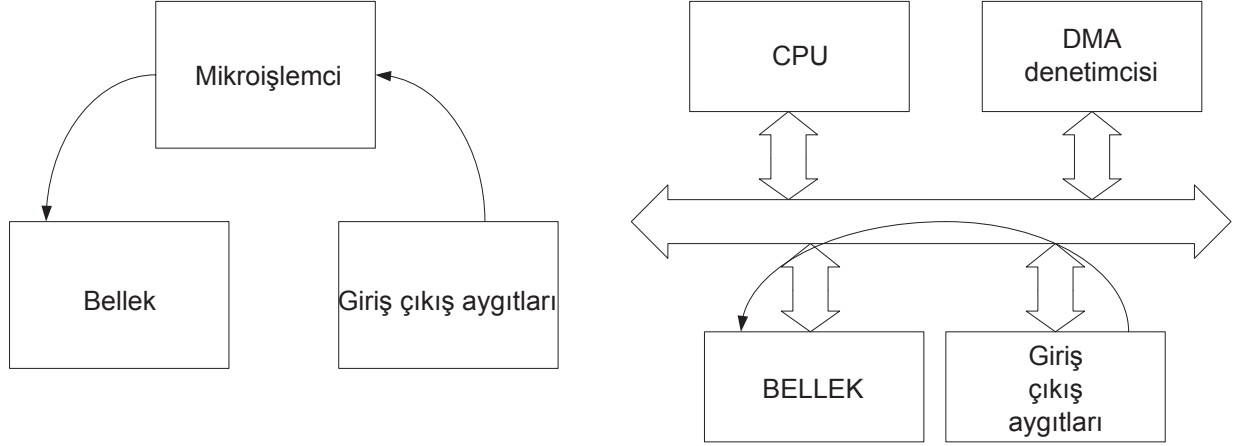 Mikroişlemci
Bellek
Giriş çıkış aygıtları
CPU
DMA
denetimcisi
BELLEK
Giriş
çıkış
aygıtları